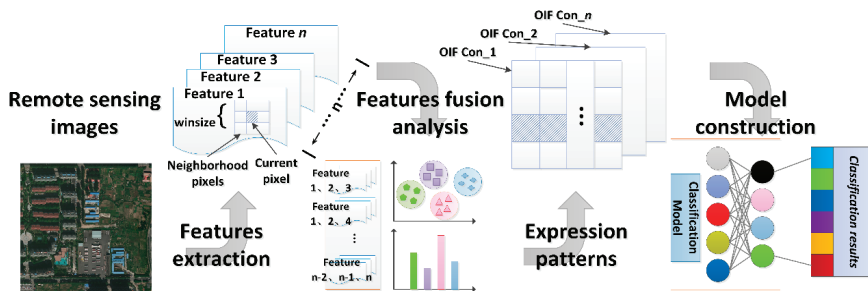 Remote sensing
images
Feature n
Feature 3
Feature 2
Feature 1
winsize {
Neighborhood
pixels
Current
pixel
n
Features
extraction
Features fusion
analysis
Feature
1、2、3
Feature
1、2、4
⋮
Feature
n-2、n-1、n
OIF Con_n
OIF Con_2
OIF Con_1
Expression
patterns
Model
construction
Classification
Model
Classification results